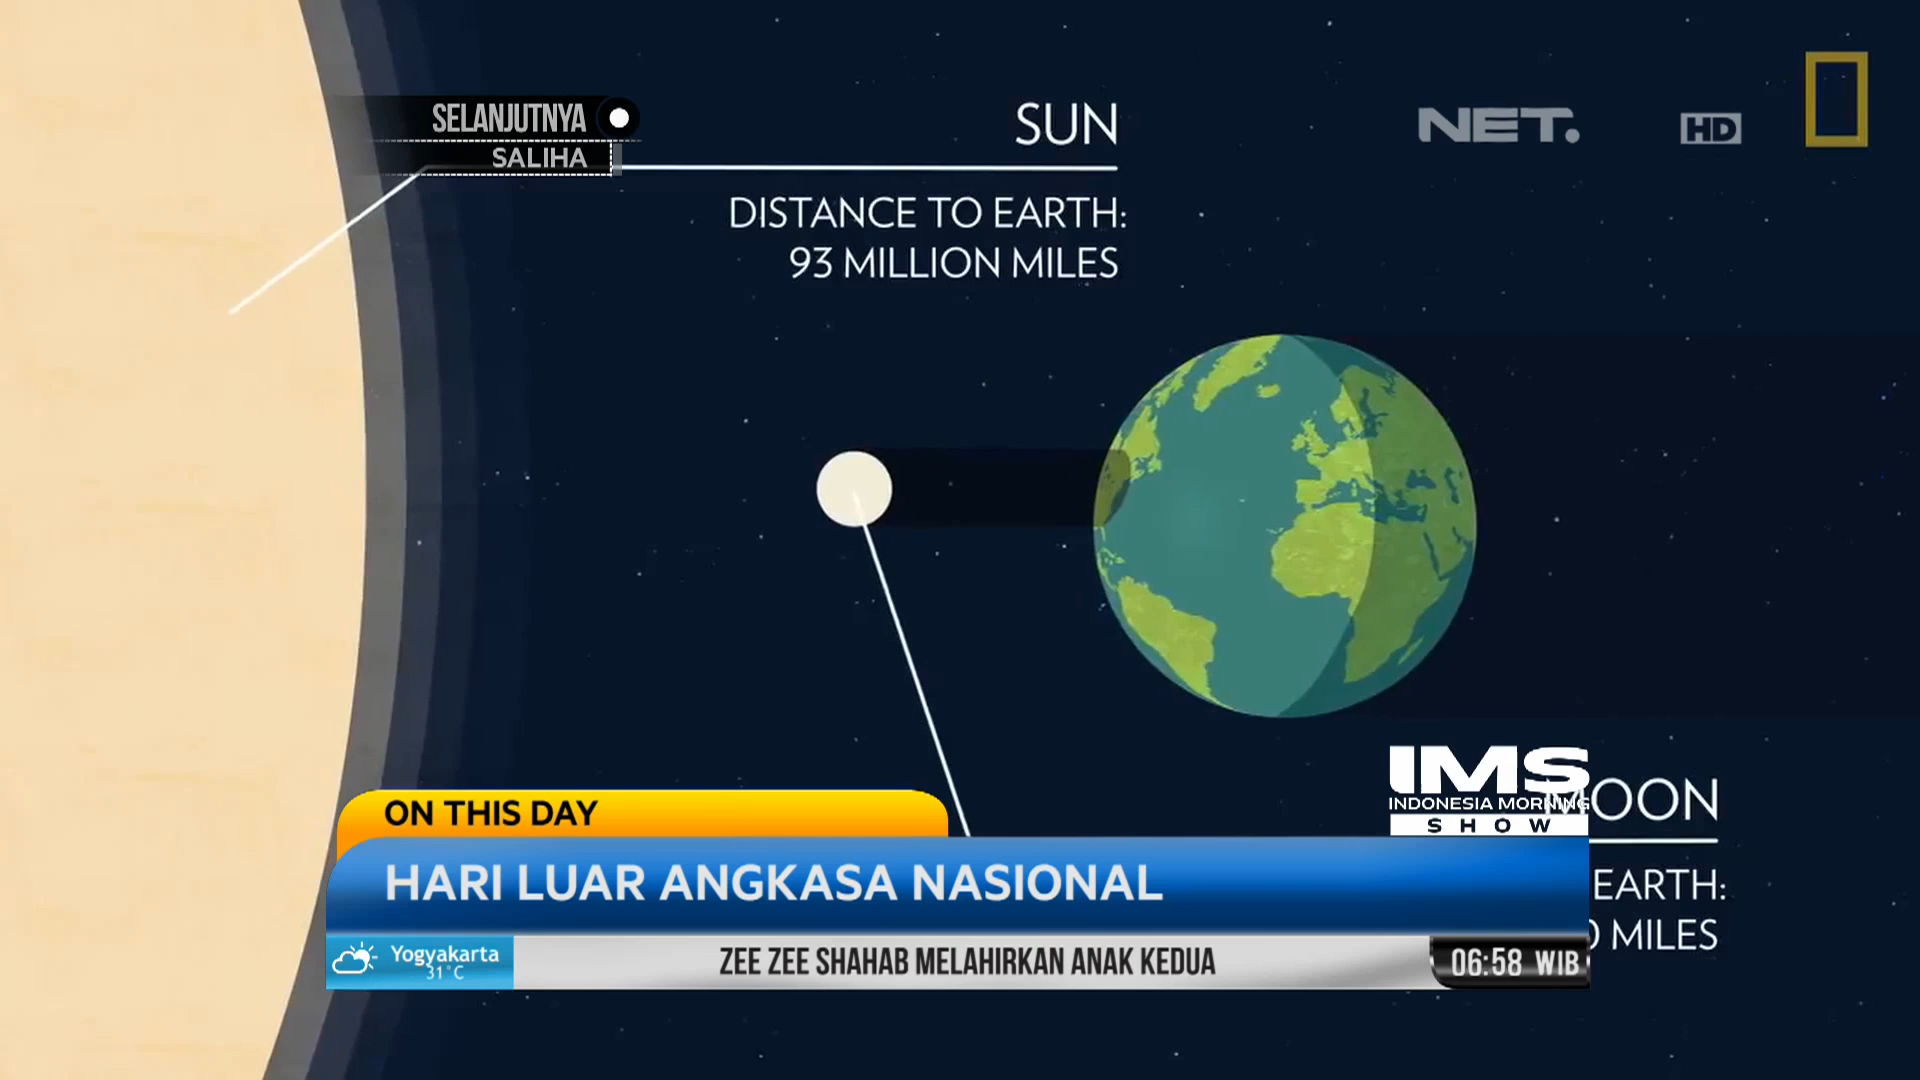 SELANJUTNYA
SALIHA
SUN
DISTANCE TO EARTH:
93 MILLION MILES
NET.
HD
IMS
INDONESIA MORNING
SHOW
MOON
EARTH:
MILES
ON THIS DAY
HARI LUAR ANGKASA NASIONAL
Yogyakarta
31°C
ZEE ZEE SHAHAB MELAHIRKAN ANAK KEDUA
06:58 WIB